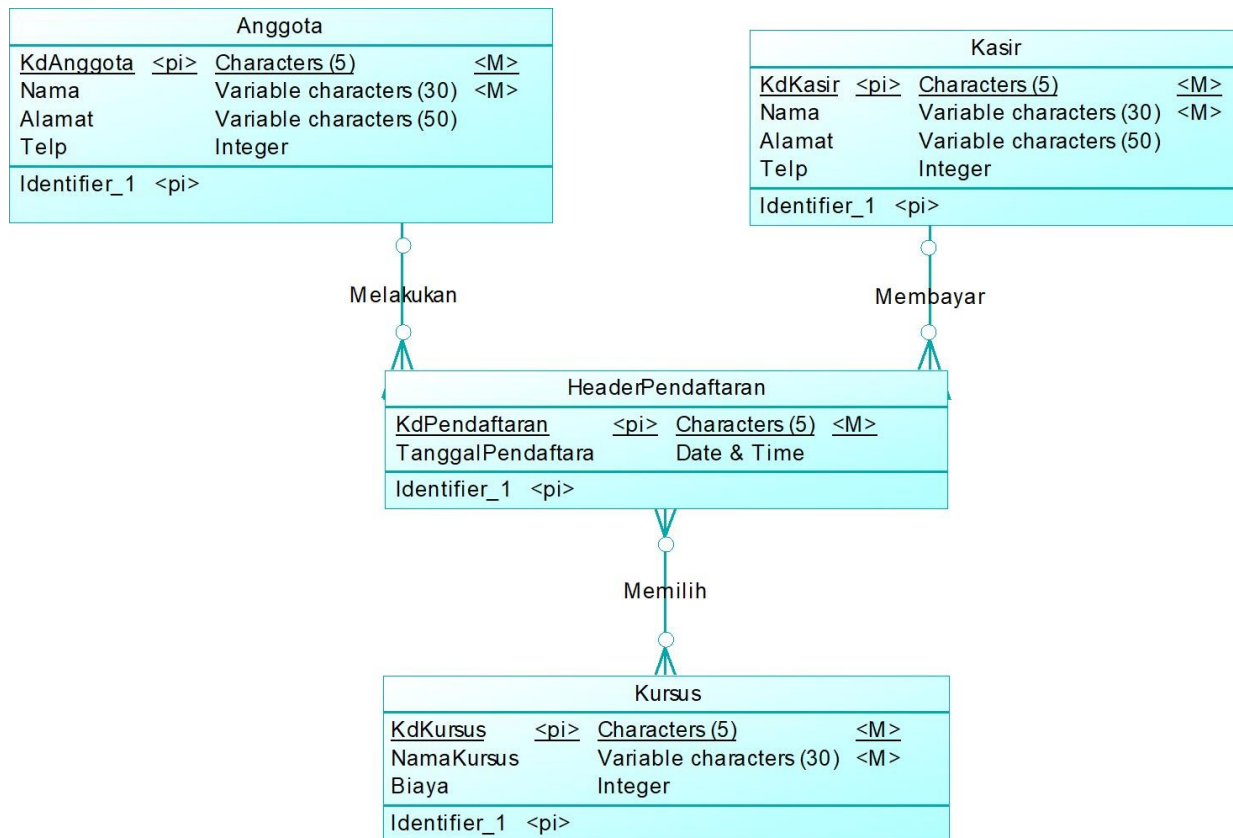 Anggota
KdAnggota <pi> Characters (5) <M>
Nama Variable characters (30) <M>
Alamat Variable characters (50)
Telp Integer
Identifier_1 <pi>
Kasir
KdKasir <pi> Characters (5) <M>
Nama Variable characters (30) <M>
Alamat Variable characters (50)
Telp Integer
Identifier_1 <pi>
Melakukan
Membayar
HeaderPendaftaran
KdPendaftaran <pi> Characters (5) <M>
TanggalPendaftara Date & Time
Identifier_1 <pi>
Memilih
Kursus
KdKursus <pi> Characters (5) <M>
NamaKursus Variable characters (30) <M>
Biaya Integer
Identifier_1 <pi>